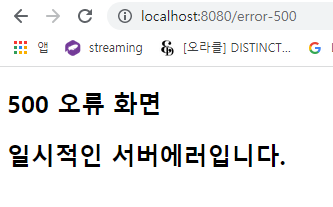 localhost:8080/error-500
앱 streaming [오라클] DISTINCT... G
500 오류 화면
일시적인 서버에러입니다.